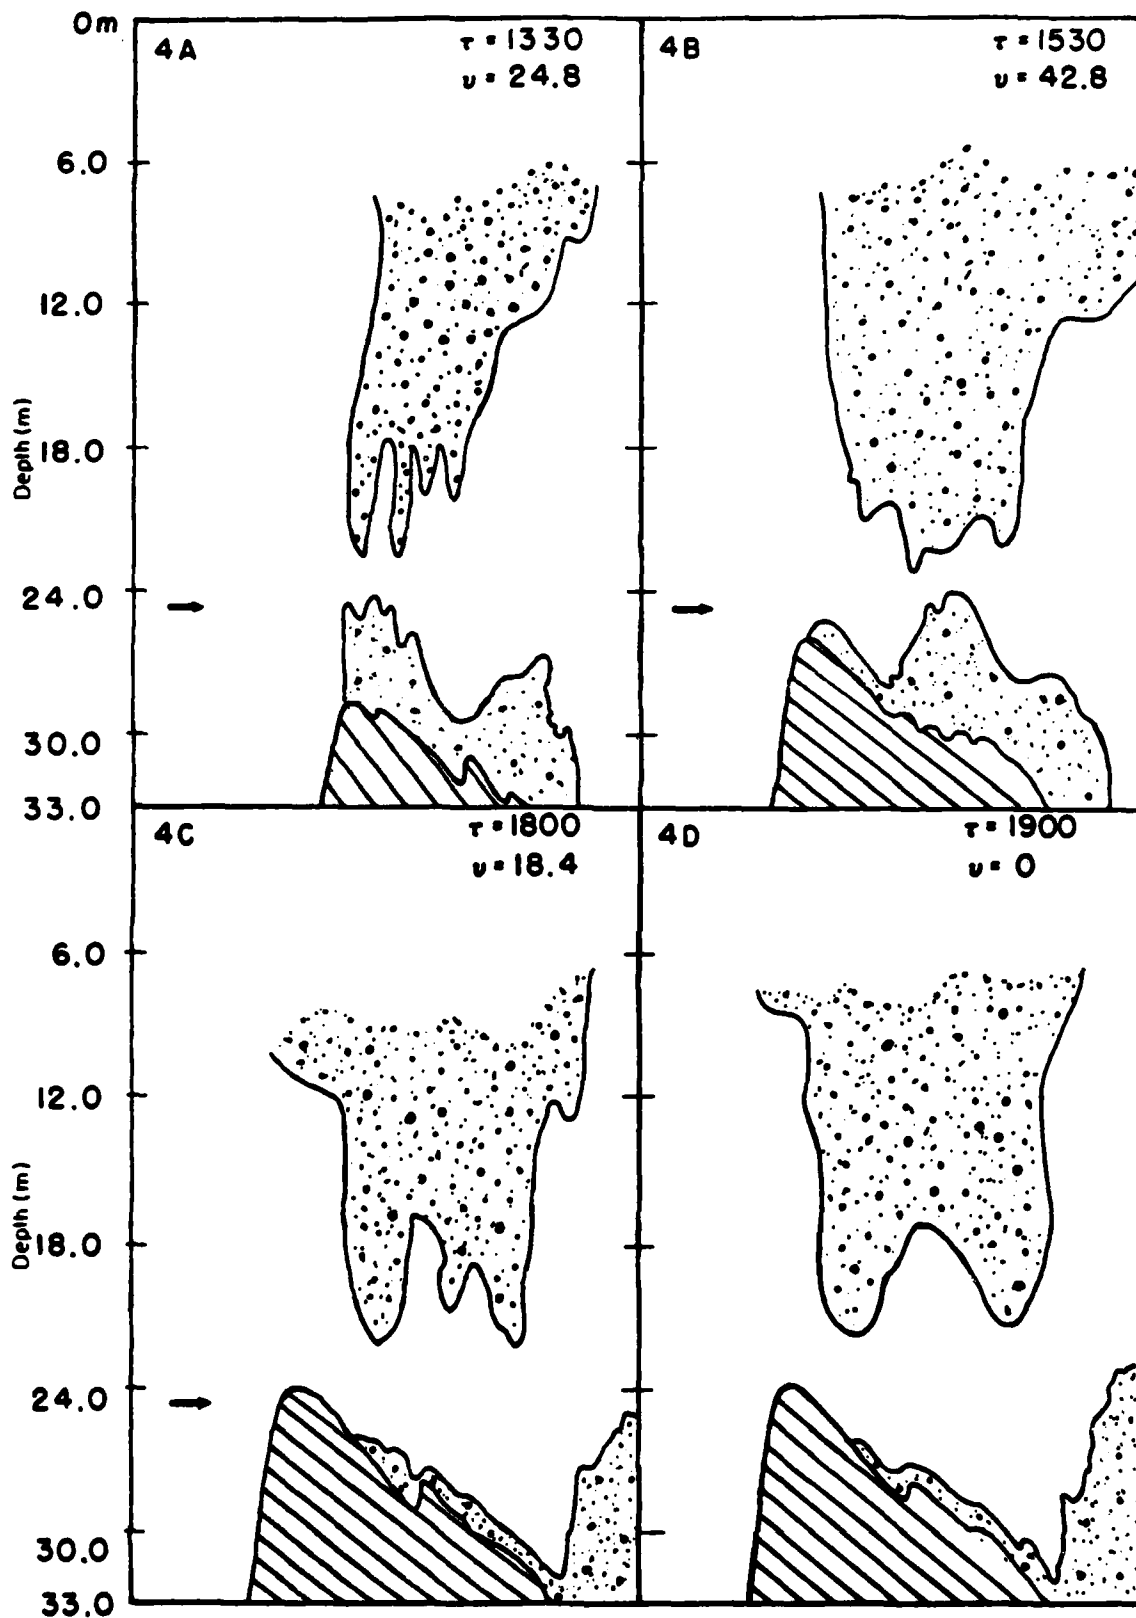 0m
4A
τ = 1330
ν = 24.8
4B
τ = 1530
ν = 42.8
6.0
12.0
Depth (m)
18.0
24.0
30.0
33.0
4C
τ = 1800
ν = 18.4
4D
τ = 1900
ν = 0
6.0
12.0
Depth (m)
18.0
24.0
30.0
33.0